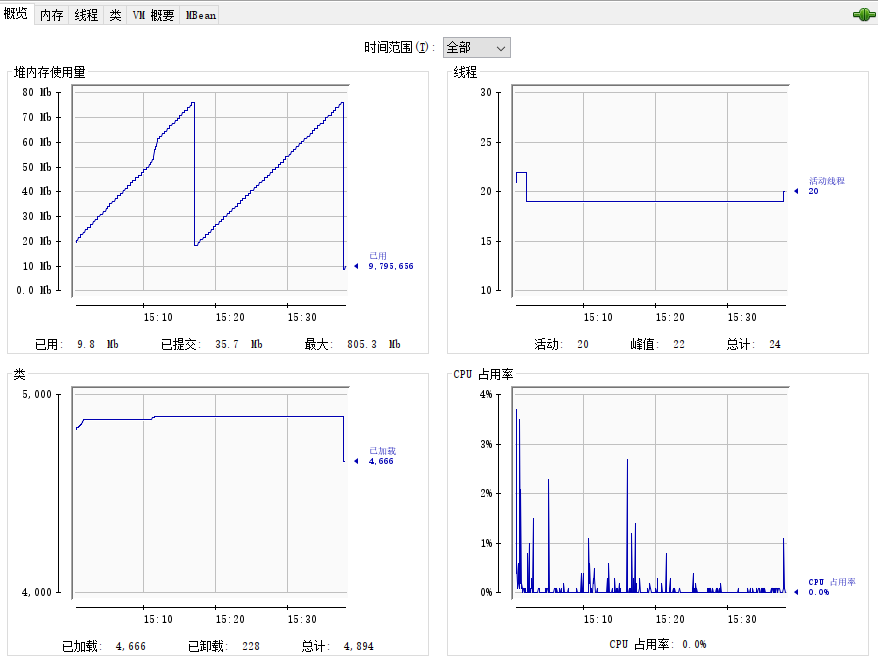 概览 内存 线程 类 VM 概要 MBean
时间范围(T): 全部
堆内存使用量
80 Mb
70 Mb
60 Mb
50 Mb
40 Mb
30 Mb
20 Mb
10 Mb
0.0 Mb
已用
9,795,656
15:10 15:20 15:30
已用: 9.8 Mb 已提交: 35.7 Mb 最大: 805.3 Mb
线程
30
25
20
15
10
活动线程
20
15:10 15:20 15:30
活动: 20 峰值: 22 总计: 24
类
5,000
4,000
已加载
4,666
15:10 15:20 15:30
已加载: 4,666 已卸载: 228 总计: 4,894
CPU 占用率
4%
3%
2%
1%
0%
CPU 占用率
0.0%
15:10 15:20 15:30
CPU 占用率: 0.0%